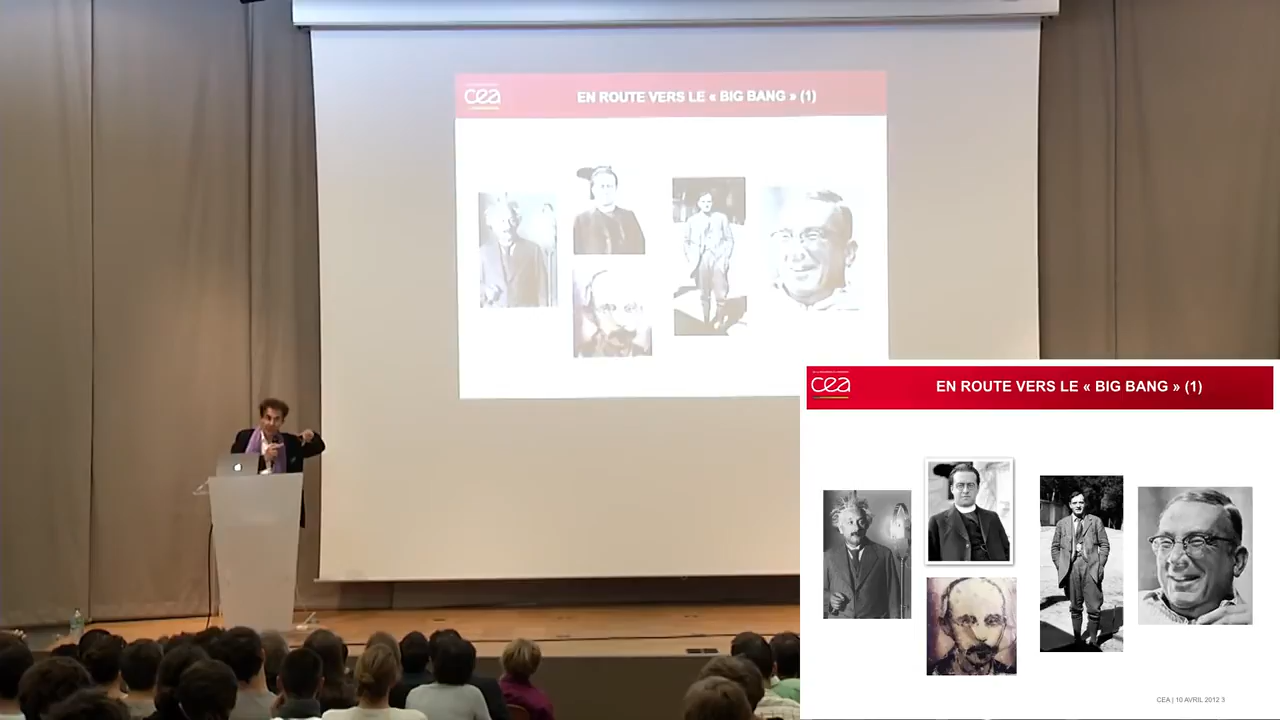 cea
EN ROUTE VERS LE « BIG BANG » (1)
cea
EN ROUTE VERS LE « BIG BANG » (1)
CEA | 10 AVRIL 2012 3